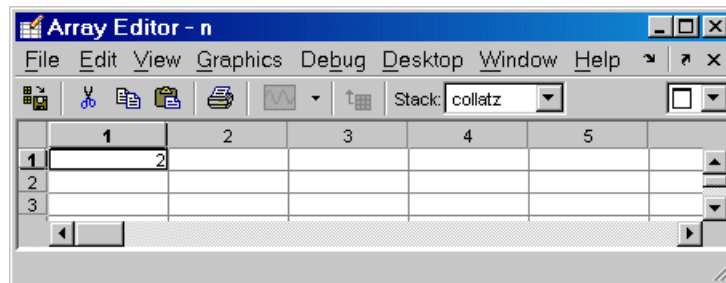 Array Editor - n
File Edit View Graphics Debug Desktop Window Help
Stack: collatz
1 2 3 4 5
1 2
2
3